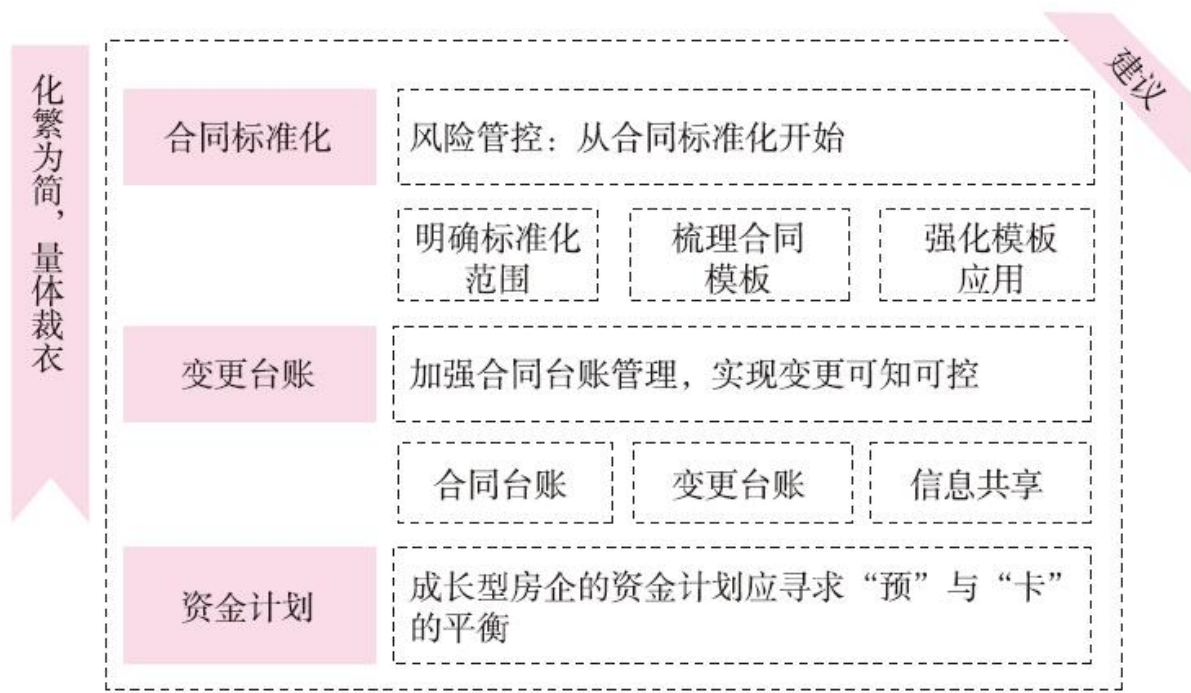 化繁为简，量体裁衣
建议
合同标准化
风险管控：从合同标准化开始
明确标准化
范围
梳理合同
模板
强化模板
应用
变更台账
加强合同台账管理，实现变更可知可控
合同台账
变更台账
信息共享
资金计划
成长型房企的资金计划应寻求“预”与“卡”
的平衡